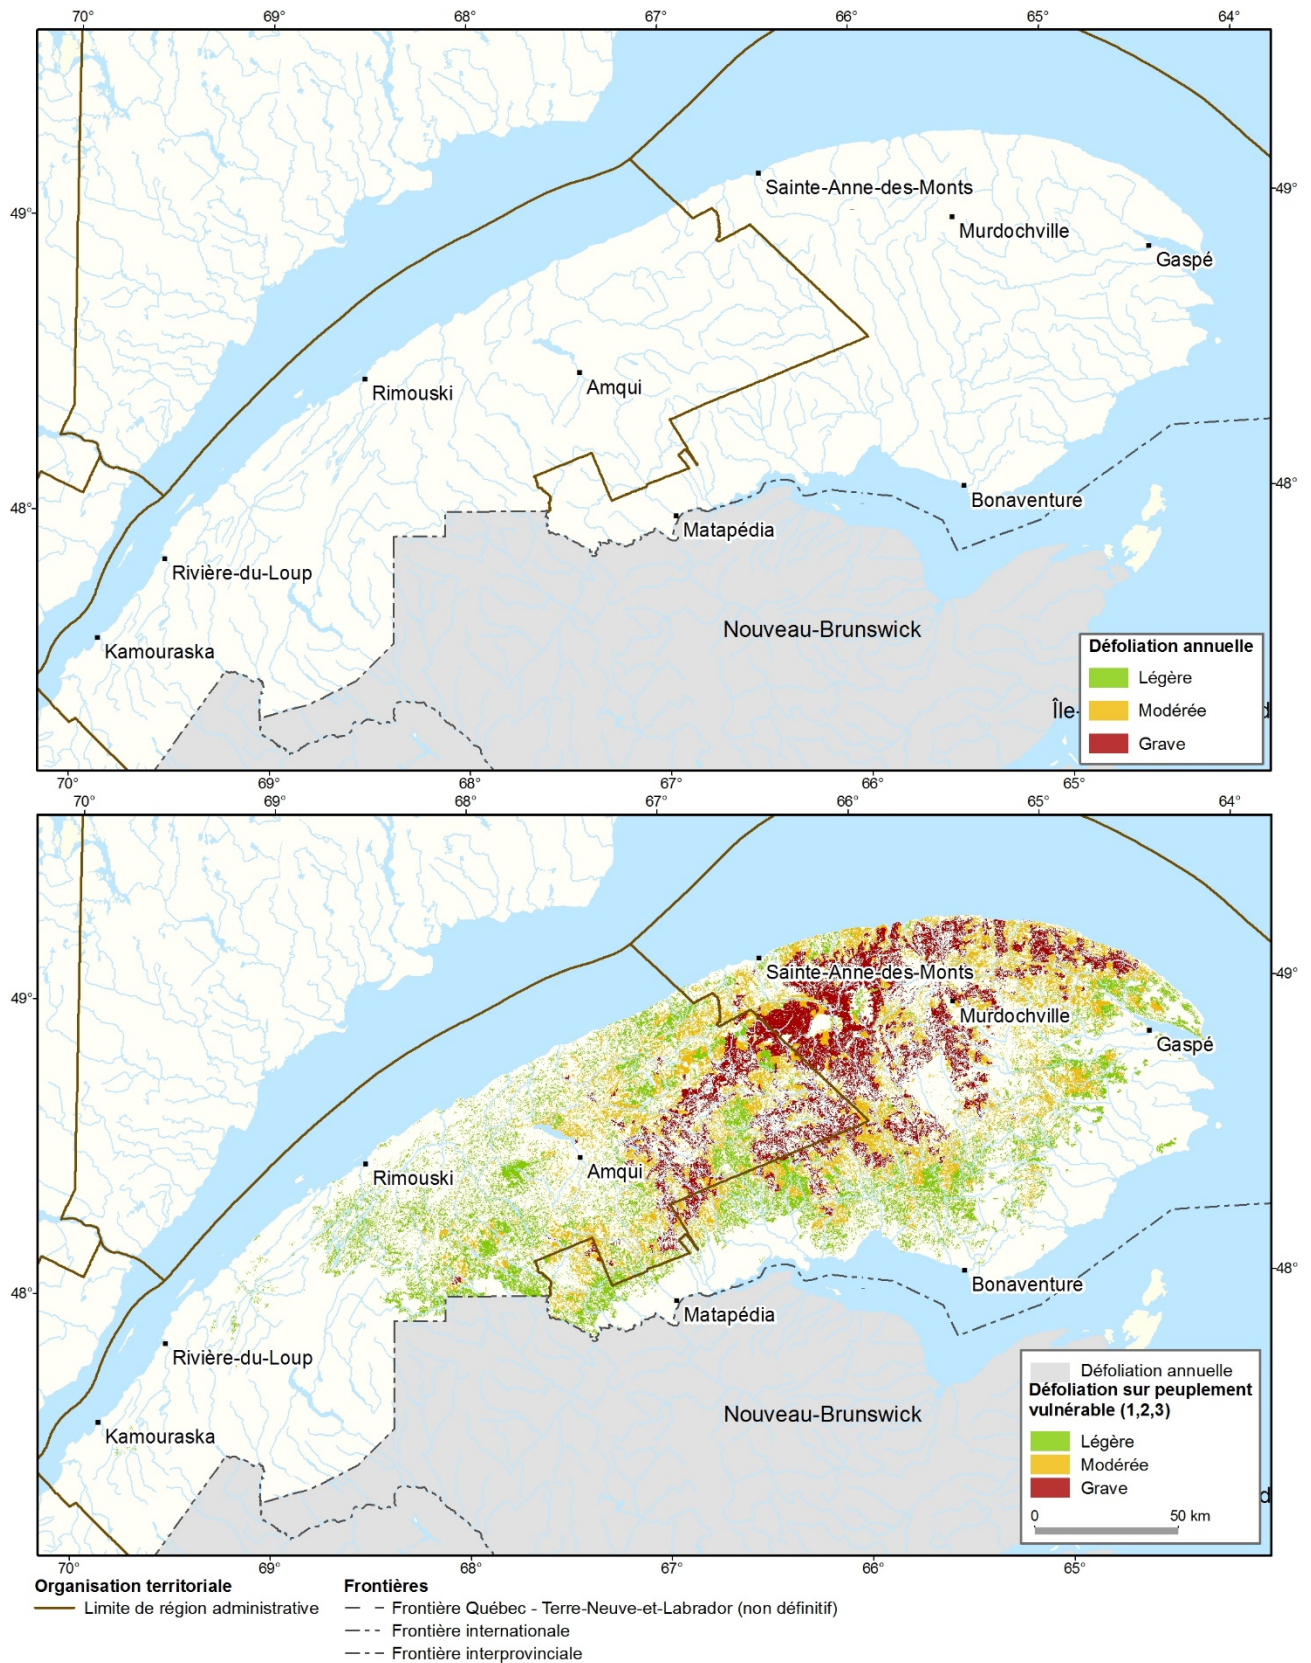 70° 69° 68° 67° 66° 65° 64°
Sainte-Anne-des-Monts
49° 49°
Murdochville
Gaspé
Rimouski
Amqui
48° 48°
Bonaventure
Matapédia
Rivière-du-Loup
Nouveau-Brunswick
Kamouraska
Défoliation annuelle
Légère
Île- d
Modérée
Grave
70° 69° 68° 67° 66° 65°
70° 69° 68° 67° 66° 65° 64°
Sainte-Anne-des-Monts
49° 49°
Murdochville
Gaspé
Rimouski
Amqui
48° 48°
Bonaventure
Matapédia
Rivière-du-Loup
Défoliation annuelle
Défoliation sur peuplement
vulnérable (1,2,3)
Nouveau-Brunswick
Kamouraska
Légère
Modérée
Grave
d
0 50 km
70° 69° 68° 67° 66° 65°
Organisation territoriale
Limite de région administrative
Frontières
Frontière Québec - Terre-Neuve-et-Labrador (non définitif)
Frontière internationale
Frontière interprovinciale